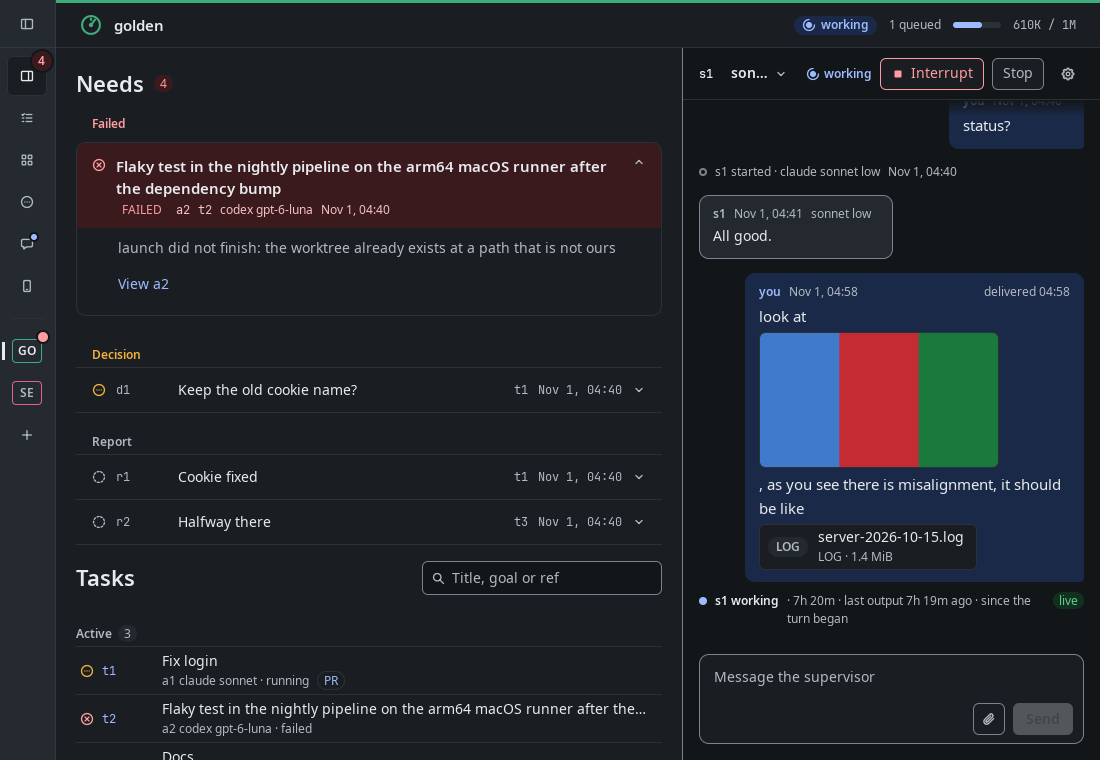 golden
working
1 queued
610K / 1M
4
GO
SE
Needs 4
Failed
Flaky test in the nightly pipeline on the arm64 macOS runner after
the dependency bump
FAILED a2 t2 codex gpt-6-luna Nov 1, 04:40
launch did not finish: the worktree already exists at a path that is not ours
View a2
Decision
d1 Keep the old cookie name? t1 Nov 1, 04:40
Report
r1 Cookie fixed t1 Nov 1, 04:40
r2 Halfway there t3 Nov 1, 04:40
Tasks
Title, goal or ref
Active 3
t1 Fix login
a1 claude sonnet · running PR
t2 Flaky test in the nightly pipeline on the arm64 macOS runner after the…
a2 codex gpt-6-luna · failed
Docs
s1 son… working Interrupt Stop
you Nov 1, 04:40
status?
s1 started · claude sonnet low Nov 1, 04:40
s1 Nov 1, 04:41 sonnet low
All good.
you Nov 1, 04:58 delivered 04:58
look at
, as you see there is misalignment, it should
be like
LOG server-2026-10-15.log
LOG · 1.4 MiB
s1 working · 7h 20m · last output 7h 19m ago · since the live
turn began
Message the supervisor
Send